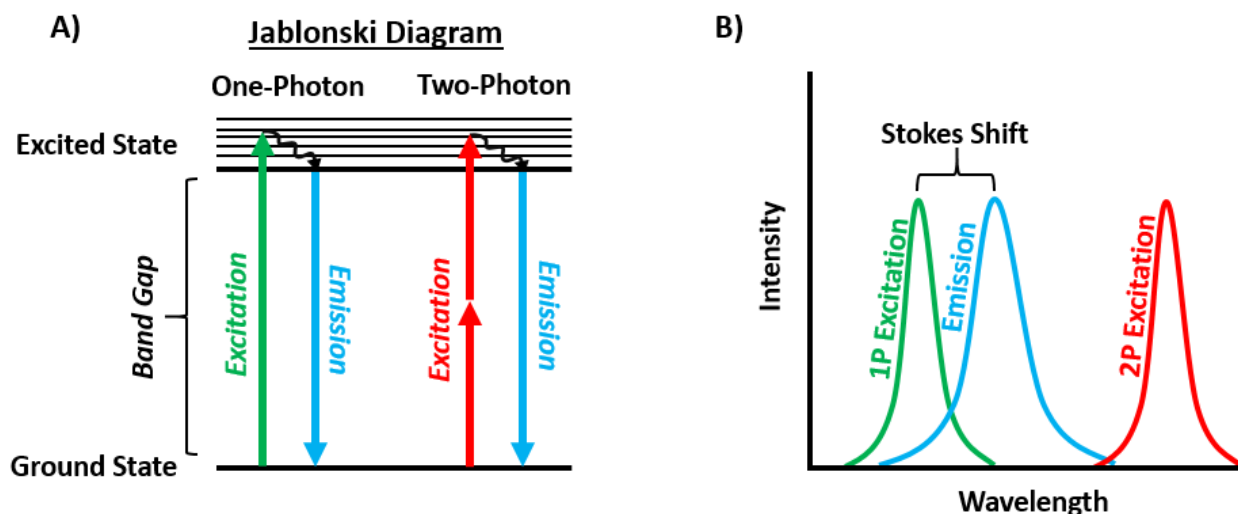 A)
Jablonski Diagram
One-Photon
Two-Photon
Excited State
Band Gap
Excitation
Emission
Excitation
Emission
Ground State
B)
Stokes Shift
Intensity
1P Excitation
Emission
2P Excitation
Wavelength